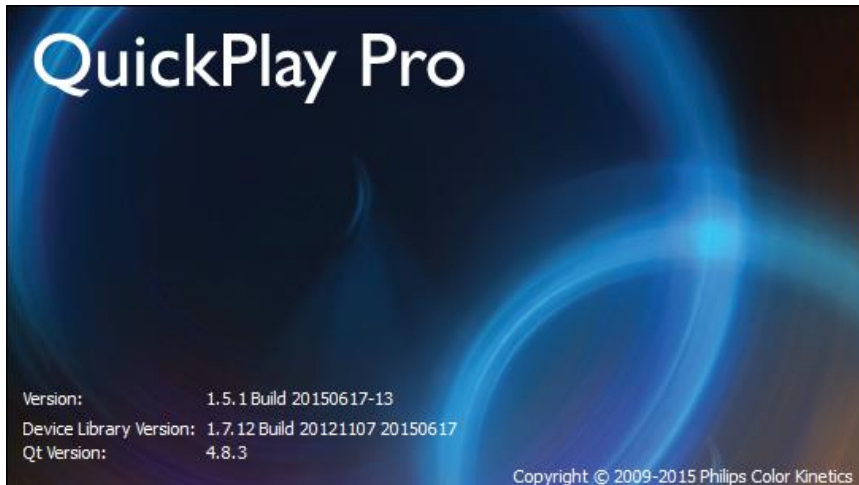 QuickPlay Pro
Version: 1.5.1 Build 20150617-13
Device Library Version: 1.7.12 Build 20121107 20150617
Qt Version: 4.8.3
Copyright © 2009-2015 Philips Color Kinetics